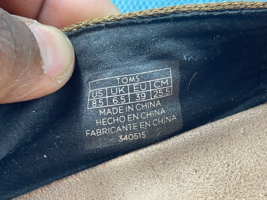 TOMS
US UK EU CM
8.5 6.5 39 25.5
MADE IN CHINA
HECHO EN CHINA
FABRICANTE EN CHINA
340515